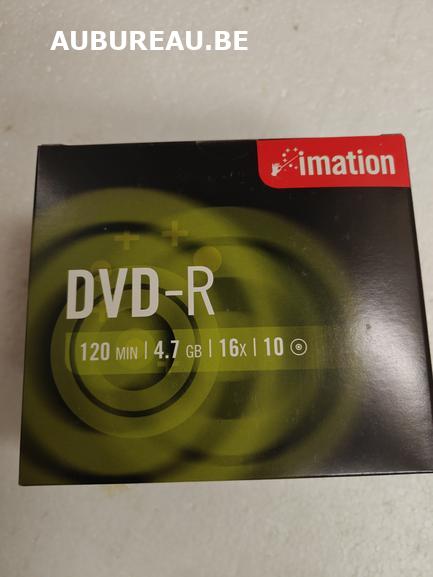 AUBUREAU.BE
imation
DVD-R
120 MIN | 4.7 GB | 16X | 10